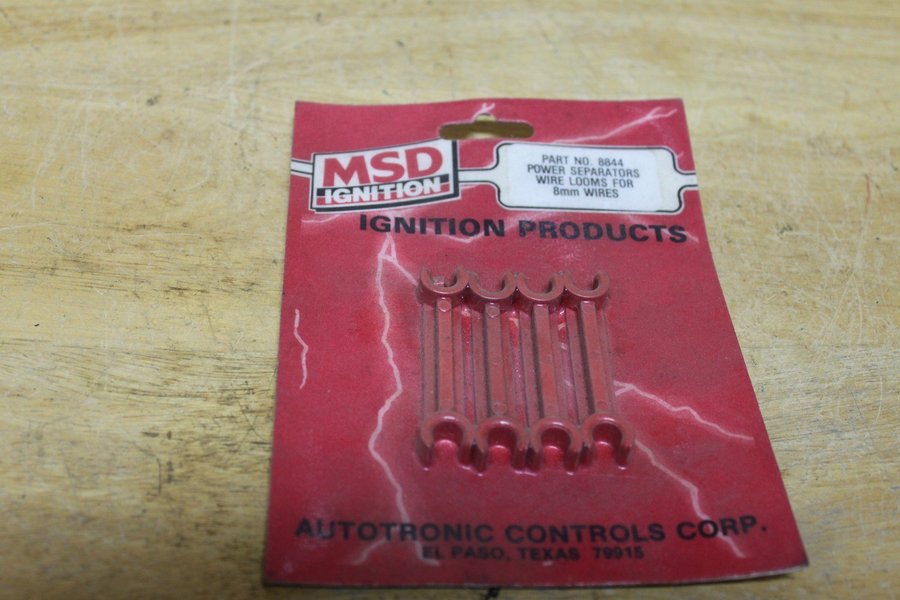 MSD
IGNITION
PART NO. 8844
POWER SEPARATORS
WIRE LOOMS FOR
8mm WIRES
IGNITION PRODUCTS
AUTOTRONIC CONTROLS CORP.
EL PASO, TEXAS 79915